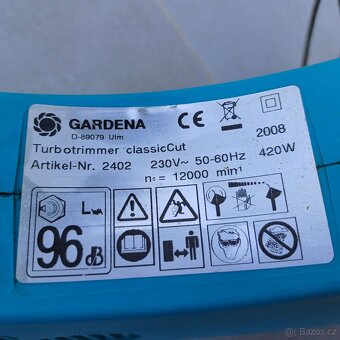 GARDENA
D-89079 Ulm
CE
2008
Turbotrimmer classicCut
Artikel-Nr. 2402 230V~ 50-60Hz 420W
n₀ = 12000 min⁻¹
L
96 dB
Bazos.cz